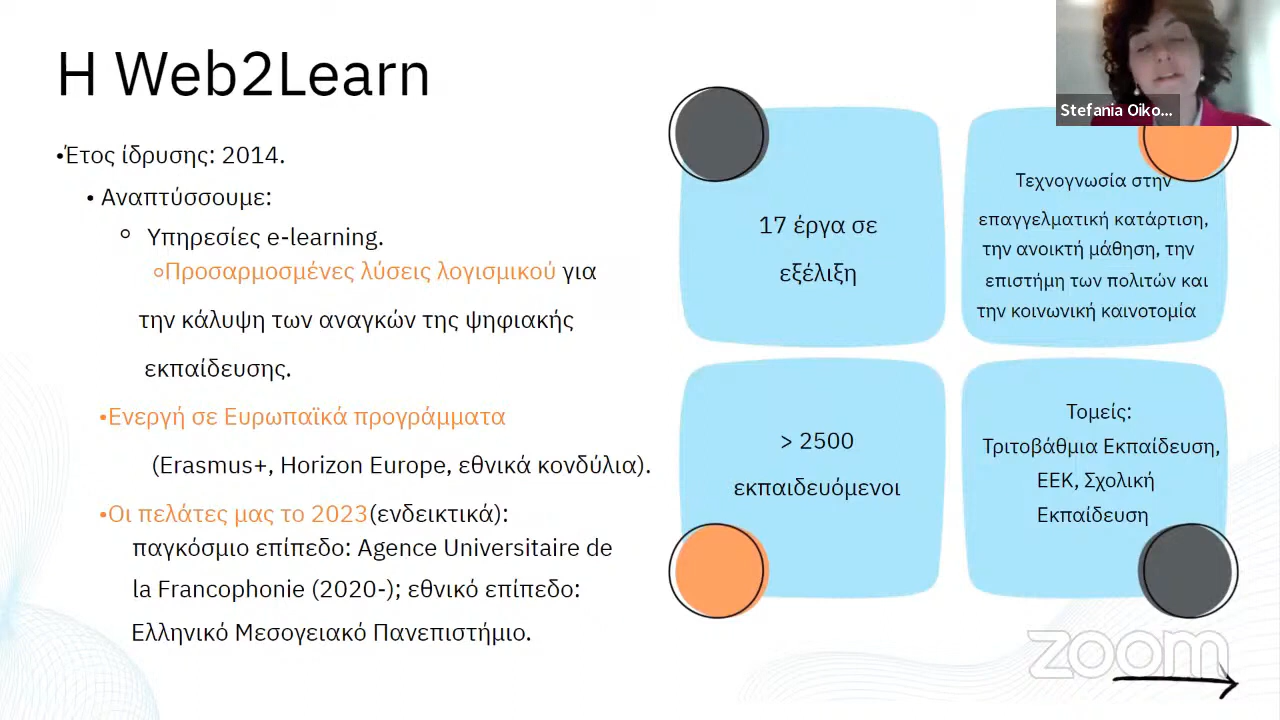 Η Web2Learn
•Έτος ίδρυσης: 2014.
• Αναπτύσσουμε:
Υπηρεσίες e-learning.
Προσαρμοσμένες λύσεις λογισμικού για
την κάλυψη των αναγκών της ψηφιακής
εκπαίδευσης.
•Ενεργή σε Ευρωπαϊκά προγράμματα
(Erasmus+, Horizon Europe, εθνικά κονδύλια).
•Οι πελάτες μας το 2023(ενδεικτικά):
παγκόσμιο επίπεδο: Agence Universitaire de
la Francophonie (2020-); εθνικό επίπεδο:
Ελληνικό Μεσογειακό Πανεπιστήμιο.
17 έργα σε
εξέλιξη
Τεχνογνωσία στην
επαγγελματική κατάρτιση,
την ανοικτή μάθηση, την
επιστήμη των πολιτών και
την κοινωνική καινοτομία
> 2500
εκπαιδευόμενοι
Τομείς:
Τριτοβάθμια Εκπαίδευση,
ΕΕΚ, Σχολική
Εκπαίδευση
Stefania Oiko...
zoom